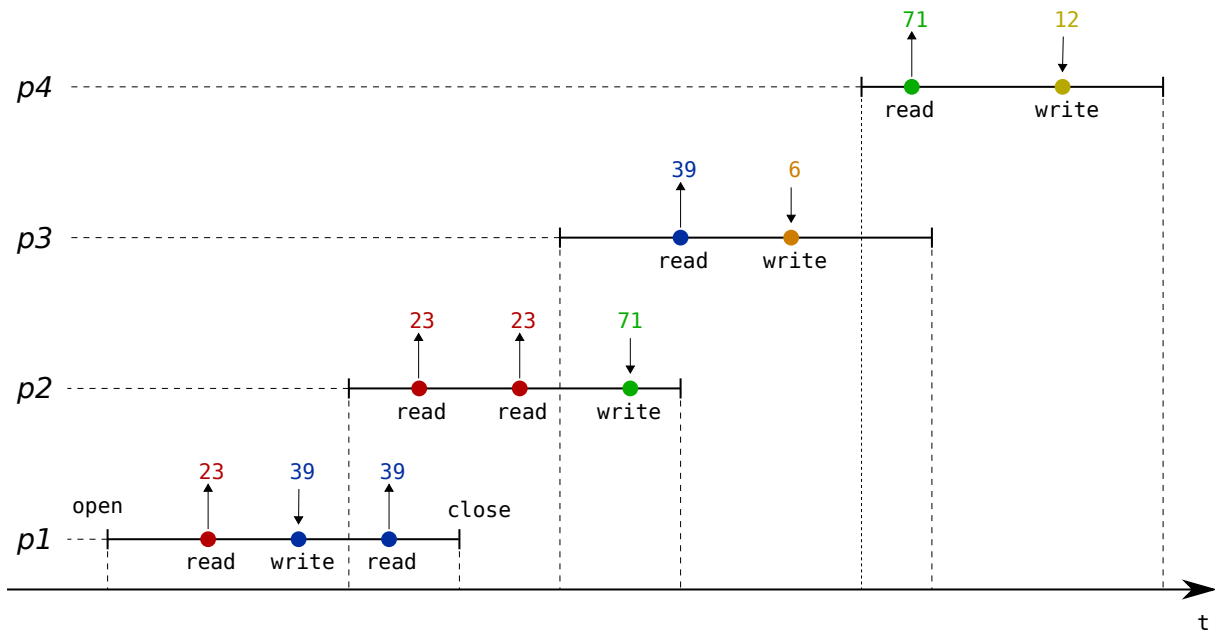 71 12
p4
read write
39 6
p3
read write
23 23 71
p2
read read write
23 39 39
open close
p1
read write read
t